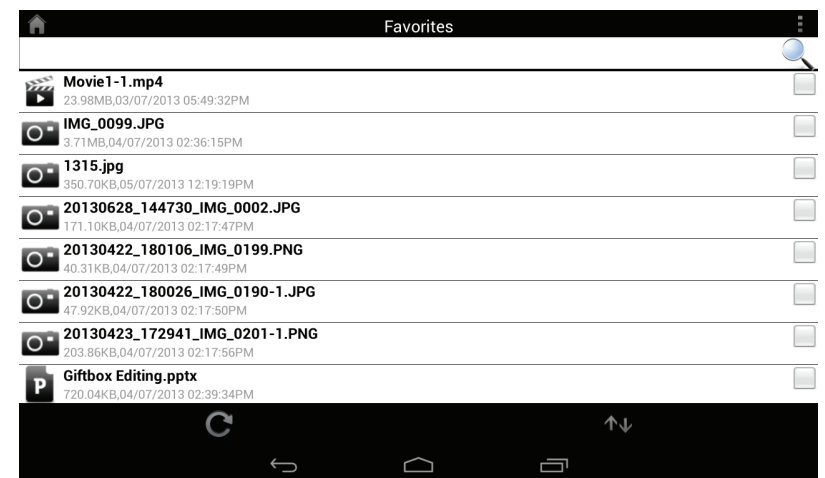 Favorites
Movie1-1.mp4
23.98MB,03/07/2013 05:49:32PM
IMG_0099.JPG
3.71MB,04/07/2013 02:36:15PM
1315.jpg
350.70KB,05/07/2013 12:19:19PM
20130628_144730_IMG_0002.JPG
171.10KB,04/07/2013 02:17:47PM
20130422_180106_IMG_0199.PNG
40.31KB,04/07/2013 02:17:49PM
20130422_180026_IMG_0190-1.JPG
47.92KB,04/07/2013 02:17:50PM
20130423_172941_IMG_0201-1.PNG
203.86KB,04/07/2013 02:17:56PM
P
Giftbox Editing.pptx
720.04KB,04/07/2013 02:39:34PM